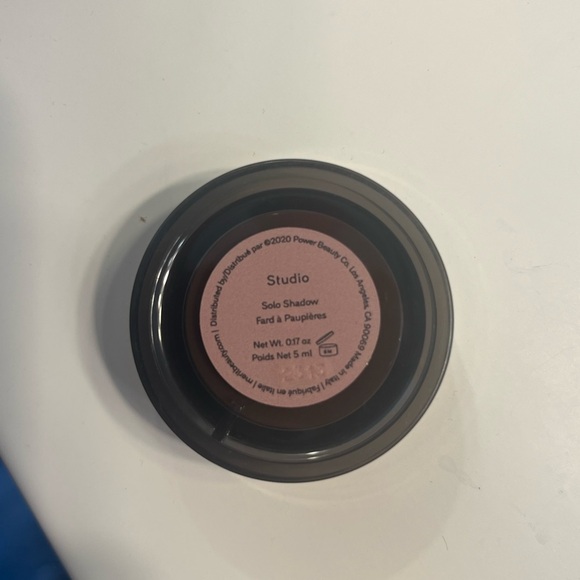 Studio
Solo Shadow
Fard à Paupières
Net Wt. 0.17 oz
Poids Net 5 ml
Distributed by/Distribué par ©2020 Power Beauty Co. Los Angeles, CA 90069 Made in Italy | Fabriqué en Italie | meritbeauty.com |